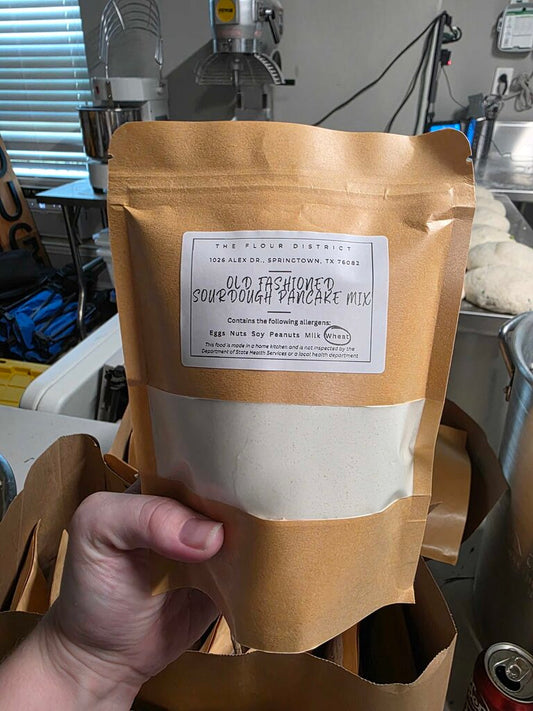 THE FLOUR DISTRICT
1026 ALEX DR., SPRINGTOWN, TX 76082
OLD FASHIONED
SOURDOUGH PANCAKE MIX
Contains the following allergens:
Eggs Nuts Soy Peanuts Milk Wheat
This food is made in a home kitchen and is not inspected by the
Department of State Health Services or a local health department